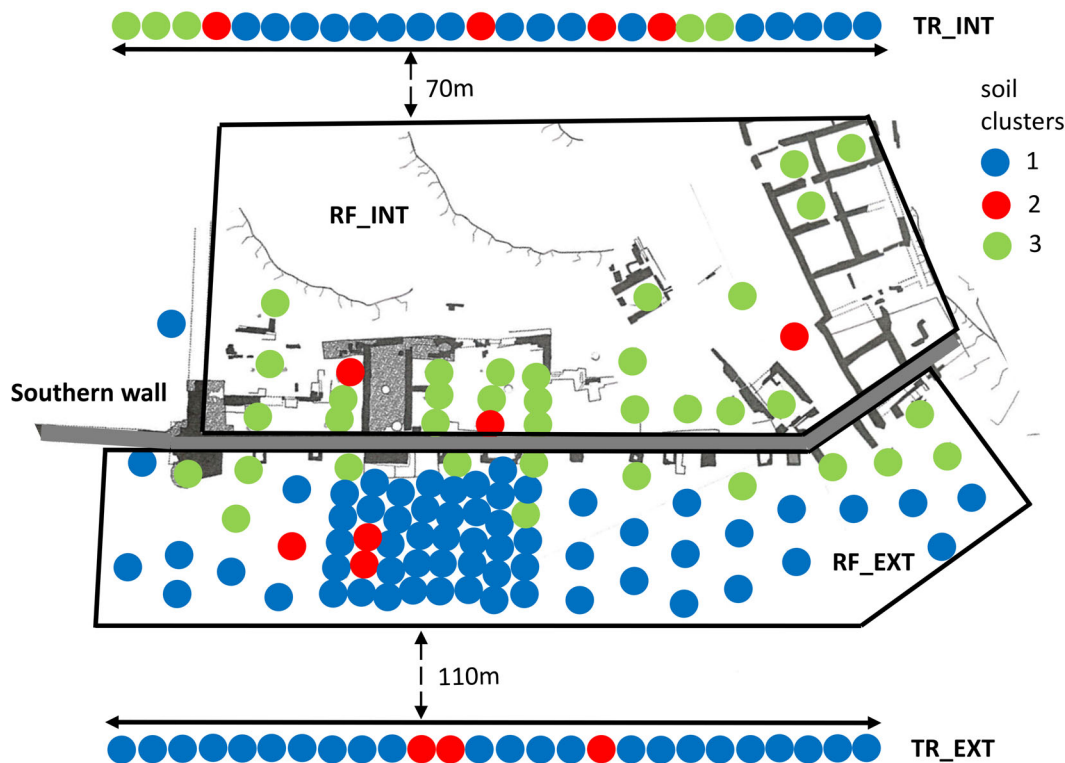 TR_INT
70m
soil
clusters
1
2
3
RF_INT
Southern wall
RF_EXT
110m
TR_EXT